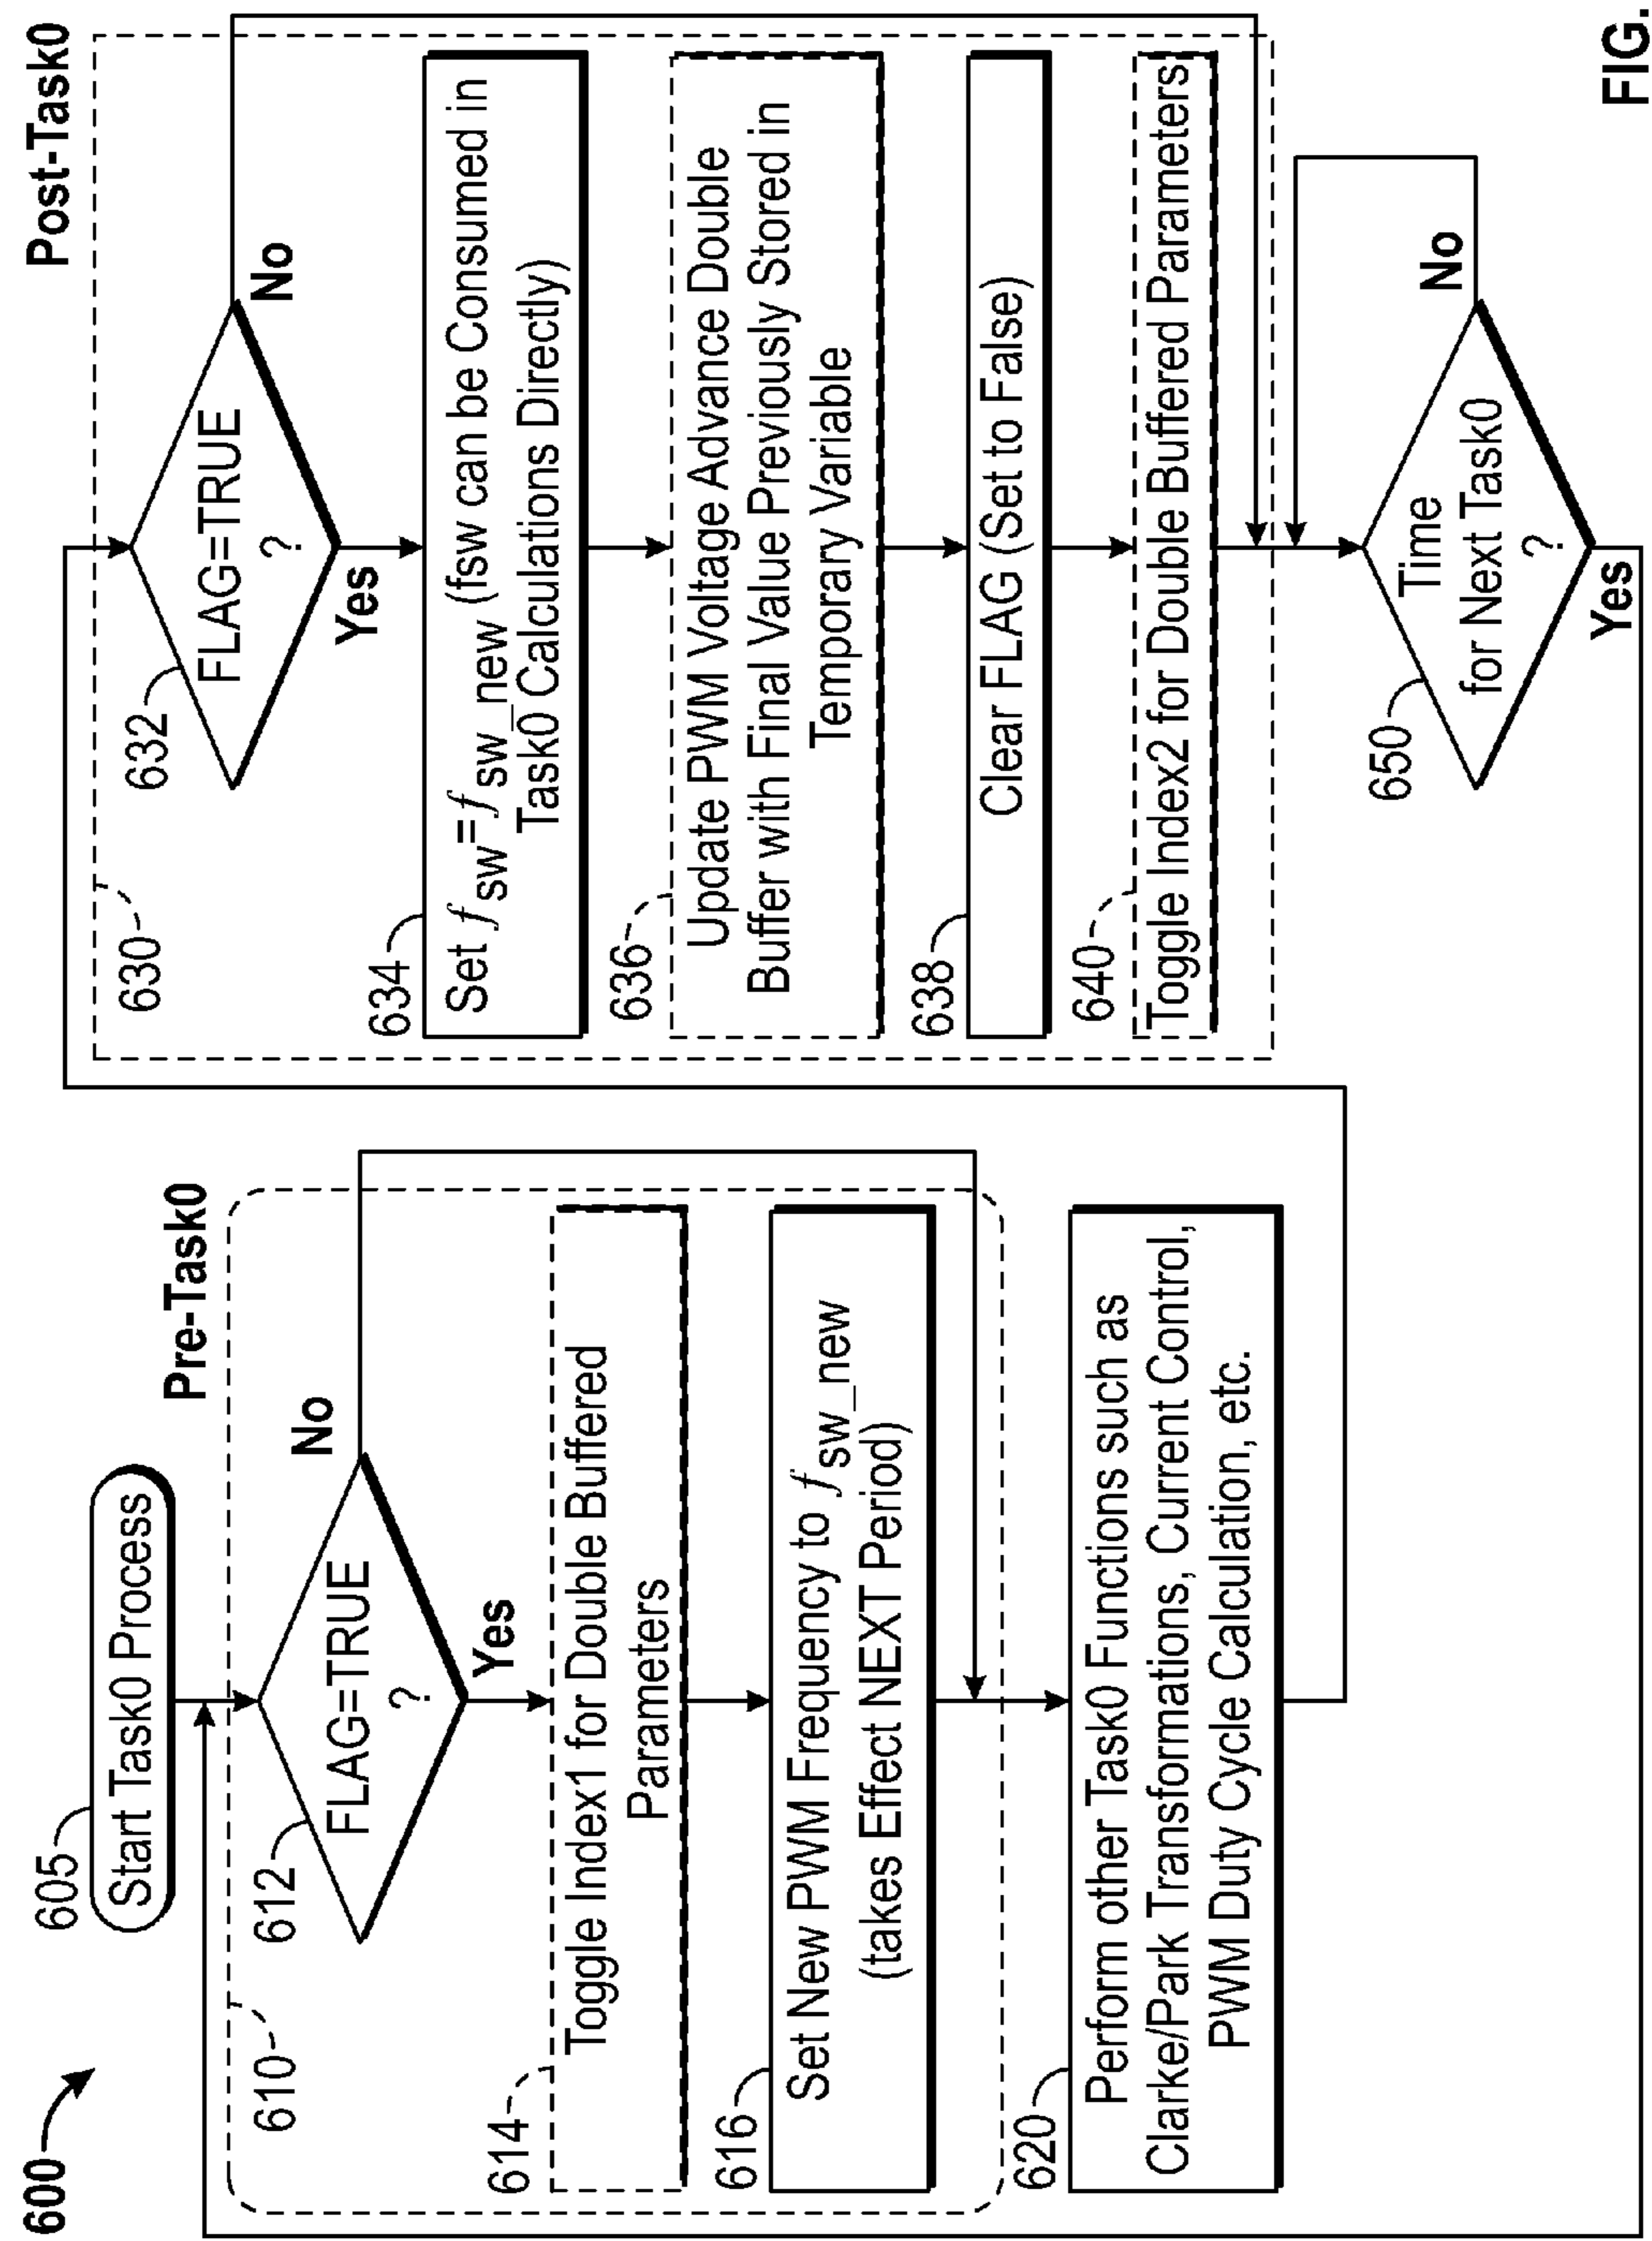 600
605
Start Task0 Process
Pre-Task0
610
612
FLAG=TRUE
?
No
Yes
614
Toggle Index1 for Double Buffered
Parameters
616
Set New PWM Frequency to fsw_new
(takes Effect NEXT Period)
620
Perform other Task0 Functions such as
Clarke/Park Transformations, Current Control,
PWM Duty Cycle Calculation, etc.
Post-Task0
630
632
FLAG=TRUE
?
No
Yes
634
Set fsw=fsw_new (fsw can be Consumed in
Task0 Calculations Directly)
636
Update PWM Voltage Advance Double
Buffer with Final Value Previously Stored in
Temporary Variable
638
Clear FLAG (Set to False)
640
Toggle Index2 for Double Buffered Parameters
650
Time
for Next Task0
?
No
Yes
FIG.